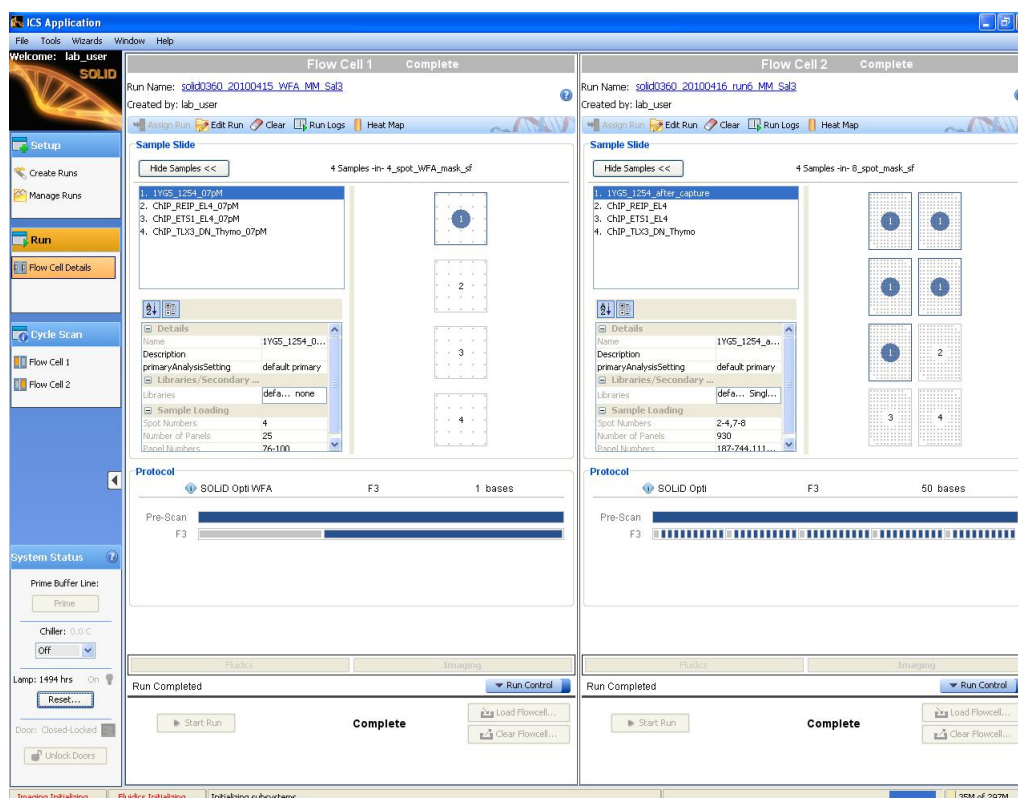 ICS Application
File Tools Wizards Window Help
Welcome: lab_user
SOLiD
Setup
Create Runs
Manage Runs
Run
Flow Cell Details
Cycle Scan
Flow Cell 1
Flow Cell 2
System Status
Prime Buffer Line:
Prime
Chiller: 0.0 C
Off
Lamp: 1494 hrs On
Reset...
Door: Closed-Locked
Unlock Doors
Flow Cell 1 Complete
Run Name: solid0360_20100415_WFA_MM_Sal3
Created by: lab_user
Assign Run Edit Run Clear Run Logs Heat Map
Sample Slide
Hide Samples << 4 Samples -in- 4_spot_WFA_mask_sf
1. 1YG5_1254_07pM
2. ChIP_REIP_EL4_07pM
3. ChIP_ETS1_EL4_07pM
4. ChIP_TLX3_DN_Thymo_07pM
1
2
3
4
Details
Name 1YG5_1254_0...
Description
primaryAnalysisSetting default primary
Libraries/Secondary ...
Libraries defa... none
Sample Loading
Spot Numbers 4
Number of Panels 25
Panel Numbers 76-100
Protocol
SOLiD Opti WFA F3 1 bases
Pre-Scan
F3
Fluidics Imaging
Run Completed Run Control
Start Run Complete Load Flowcell...
Clear Flowcell...
Flow Cell 2 Complete
Run Name: solid0360_20100416_run6_MM_Sal3
Created by: lab_user
Assign Run Edit Run Clear Run Logs Heat Map
Sample Slide
Hide Samples << 4 Samples -in- 8_spot_mask_sf
1. 1YG5_1254_after_capture
2. ChIP_REIP_EL4
3. ChIP_ETS1_EL4
4. ChIP_TLX3_DN_Thymo
1 1
1 1
1 2
3 4
Details
Name 1YG5_1254_a...
Description
primaryAnalysisSetting default primary
Libraries/Secondary ...
Libraries defa... Singl...
Sample Loading
Spot Numbers 2-4,7-8
Number of Panels 930
Panel Numbers 187-744,111...
Protocol
SOLiD Opti F3 50 bases
Pre-Scan
F3
Fluidics Imaging
Run Completed Run Control
Start Run Complete Load Flowcell...
Clear Flowcell...
Imaging Initializing Fluidics Initializing Initializing subsystems 35M of 297M